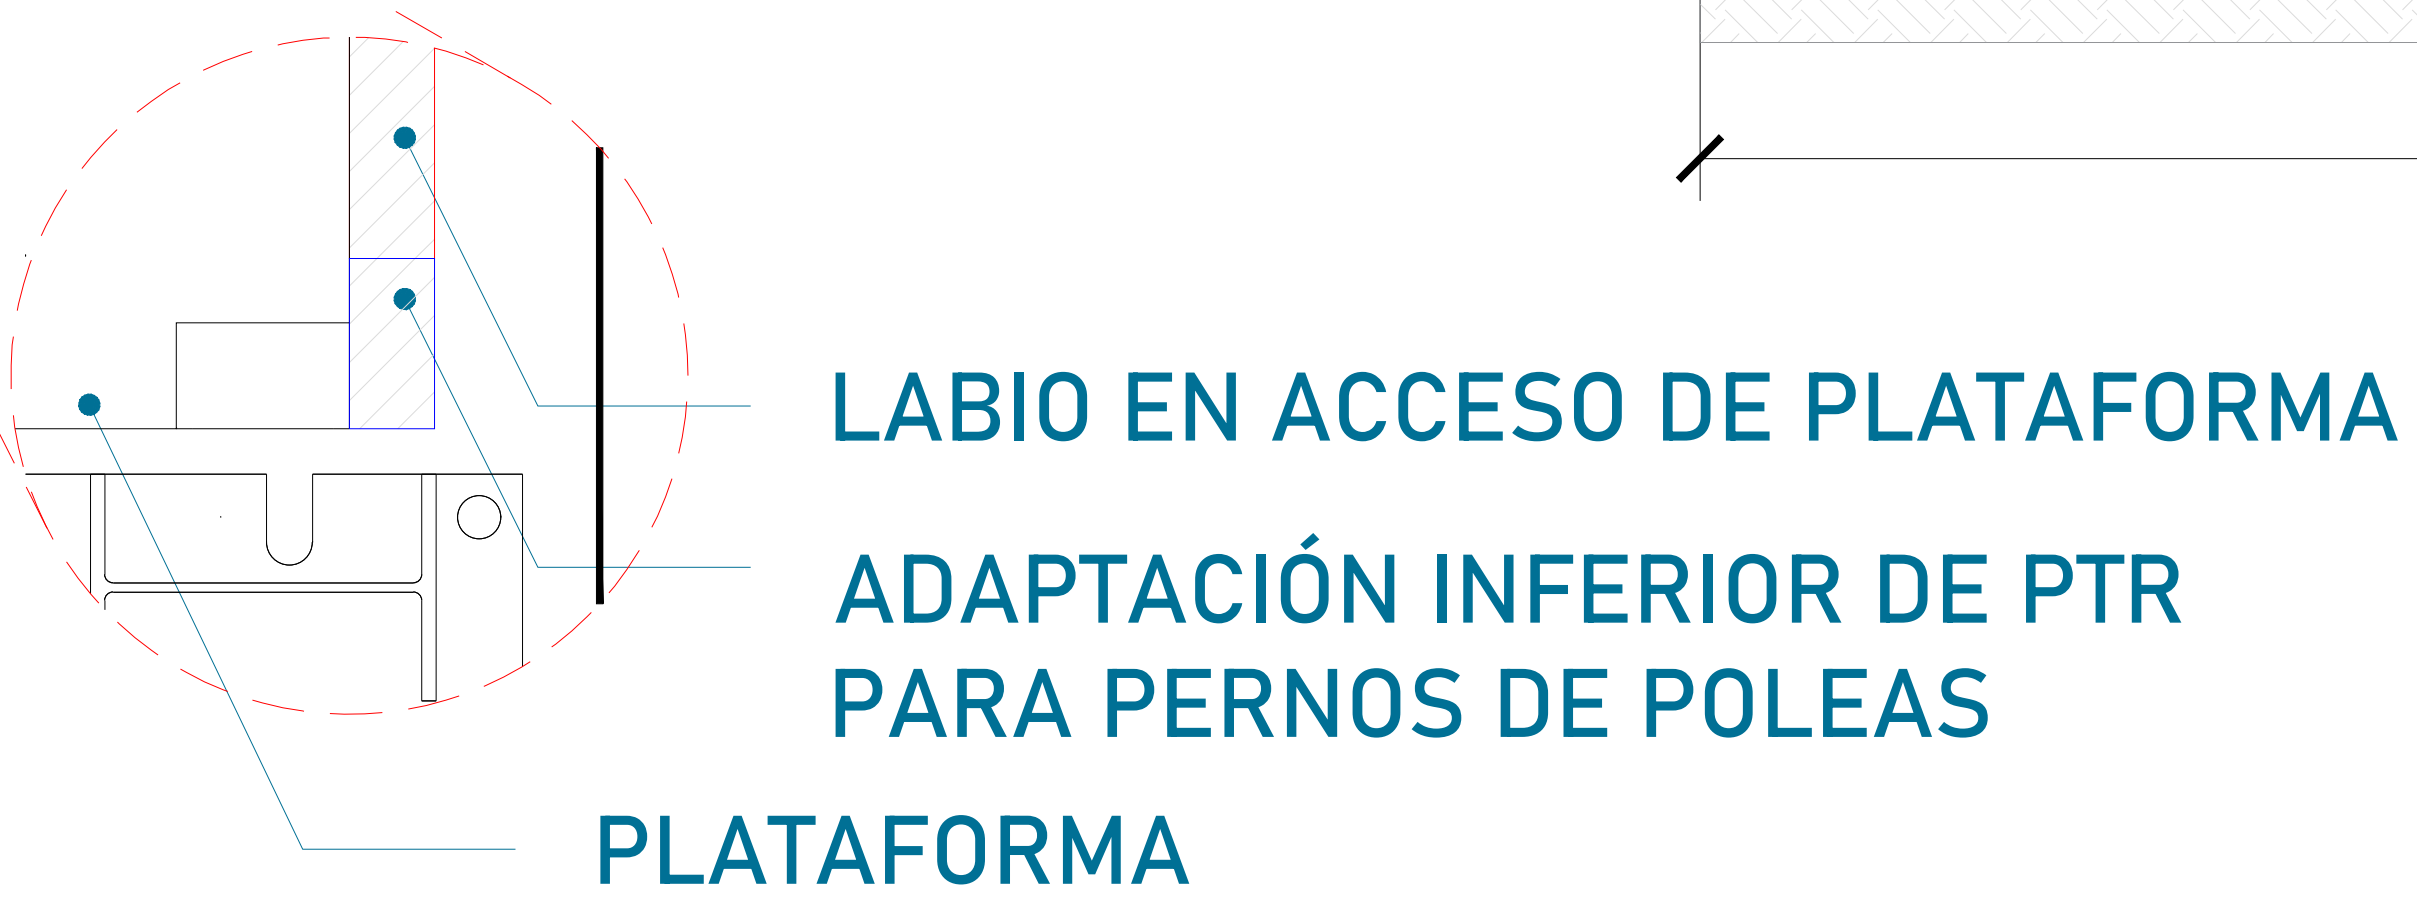 LABIO EN ACCESO DE PLATAFORMA
ADAPTACIÓN INFERIOR DE PTR
PARA PERNOS DE POLEAS
PLATAFORMA